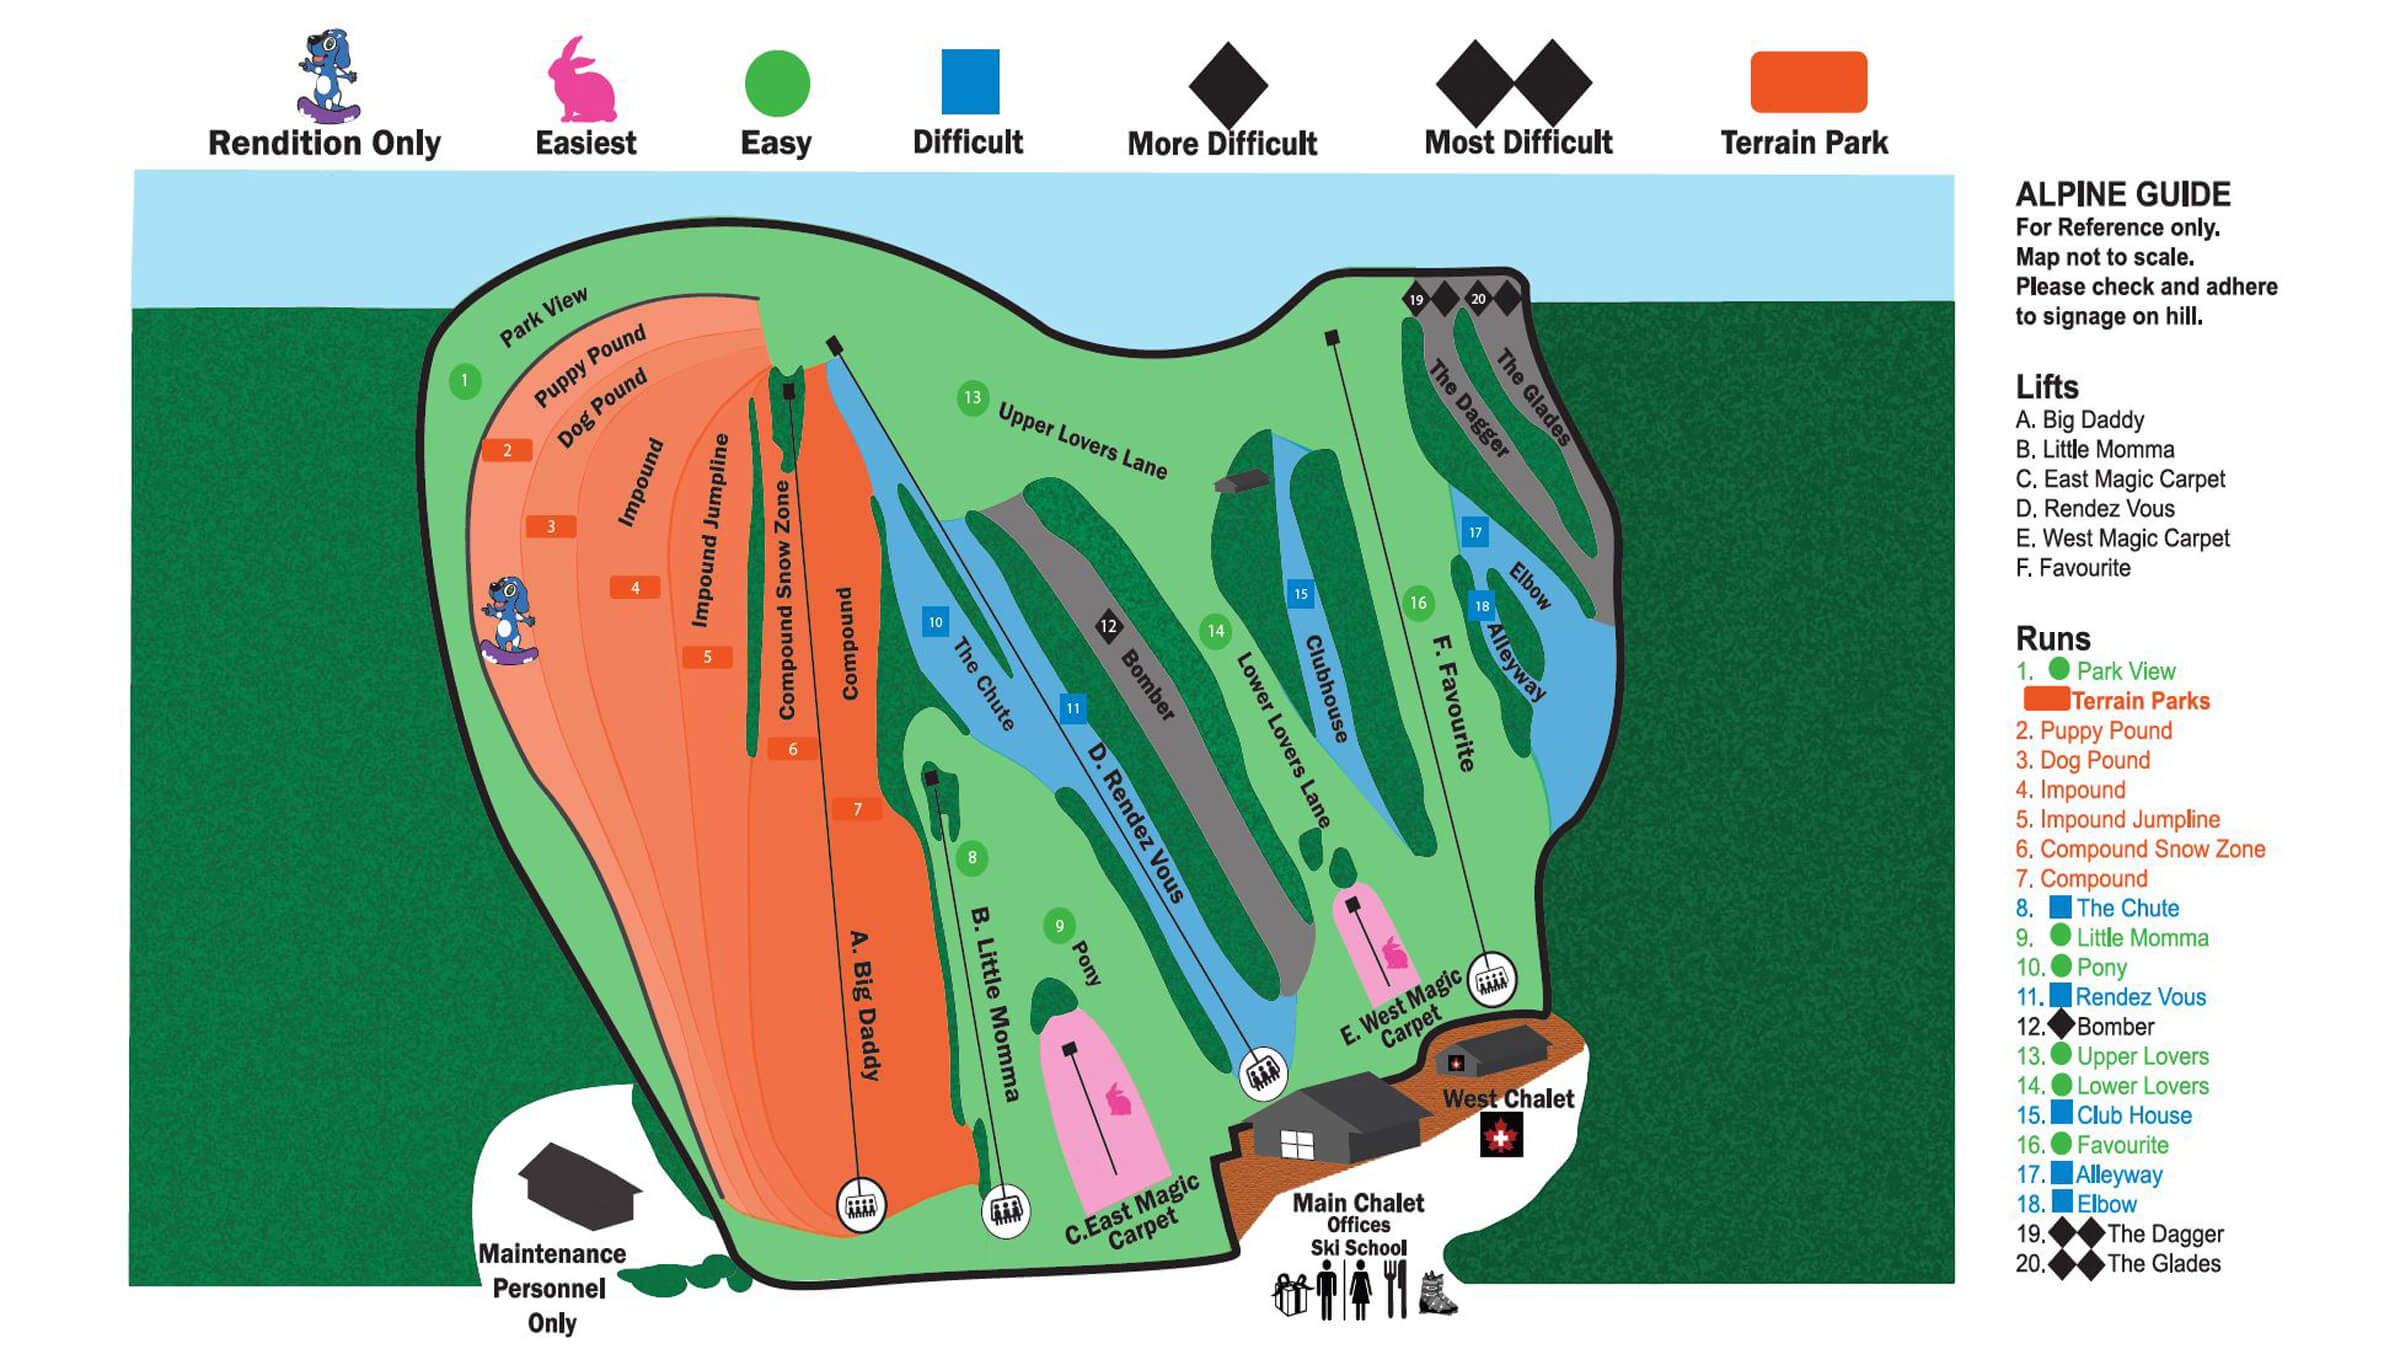 Rendition Only
Easiest
Easy
Difficult
More Difficult
Most Difficult
Terrain Park
ALPINE GUIDE
For Reference only.
Map not to scale.
Please check and adhere
to signage on hill.
Lifts
A. Big Daddy
B. Little Momma
C. East Magic Carpet
D. Rendez Vous
E. West Magic Carpet
F. Favourite
Runs
1. Park View
Terrain Parks
2. Puppy Pound
3. Dog Pound
4. Impound
5. Impound Jumpline
6. Compound Snow Zone
7. Compound
8. The Chute
9. Little Momma
10. Pony
11. Rendez Vous
12. Bomber
13. Upper Lovers
14. Lower Lovers
15. Club House
16. Favourite
17. Alleyway
18. Elbow
19. The Dagger
20. The Glades
1
Park View
2
Puppy Pound
3
Dog Pound
4
Impound
5
Impound Jumpline
6
Compound Snow Zone
7
Compound
A. Big Daddy
8
B. Little Momma
9
Pony
10
The Chute
11
D. Rendez Vous
12
Bomber
13
Upper Lovers Lane
14
Lower Lovers Lane
15
Clubhouse
16
F. Favourite
17
Elbow
18
Alleyway
19
The Dagger
20
The Glades
C.East Magic
Carpet
E. West Magic
Carpet
West Chalet
Main Chalet
Offices
Ski School
Maintenance
Personnel
Only